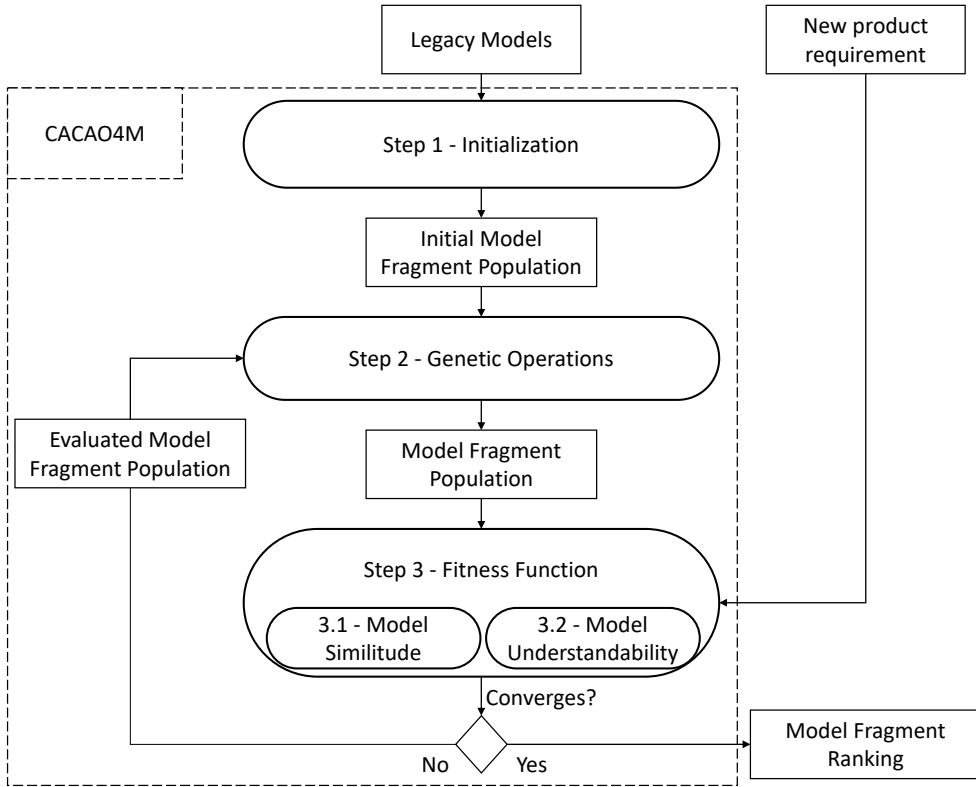 Legacy Models
New product
requirement
CACAO4M
Step 1 - Initialization
Initial Model
Fragment Population
Step 2 - Genetic Operations
Evaluated Model
Fragment Population
Model Fragment
Population
Step 3 - Fitness Function
3.1 - Model
Similitude
3.2 - Model
Understandability
Converges?
No
Yes
Model Fragment
Ranking